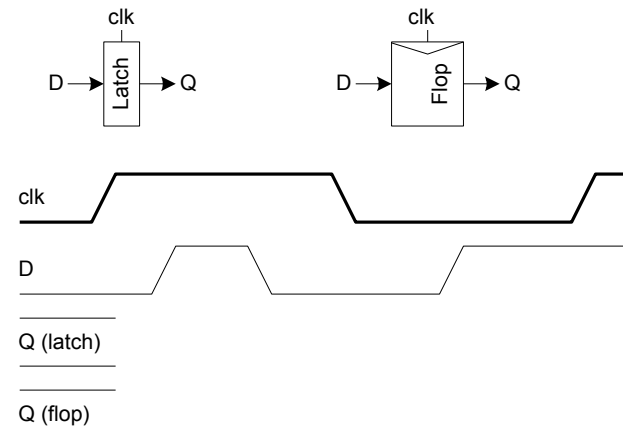 clk
D
Latch
Q
clk
D
Flop
Q
clk
D
Q (latch)
Q (flop)